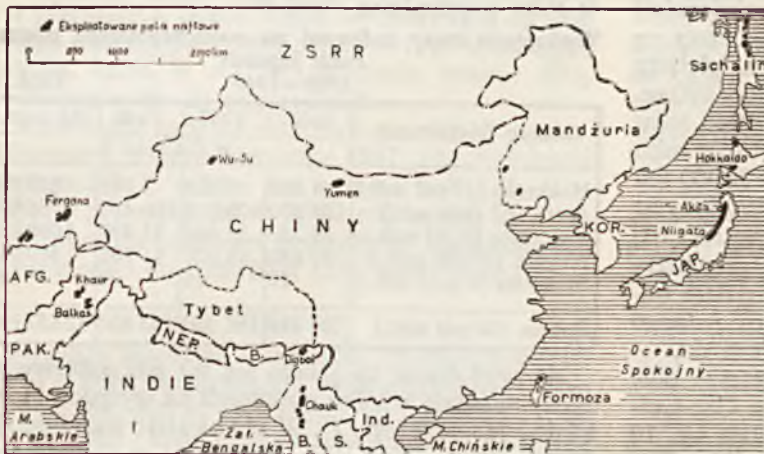 Eksploatowane pola naftowe
0
1000
ZSRR
Sachalin
Mandżuria
Wu-Su
Yumen
Hokkaido
Fergana
CHINY
KOR.
Akita
Niigata
JAP.
AFG.
Khaur
Balkas
Tybet
PAK.
NEP.
B.
Digboi
Ocean
Spokojny
INDIE
Chauk
Formoza
M.
Arabskie
Zat.
Bengalska
B.
Ind.
S.
M. Chińskie